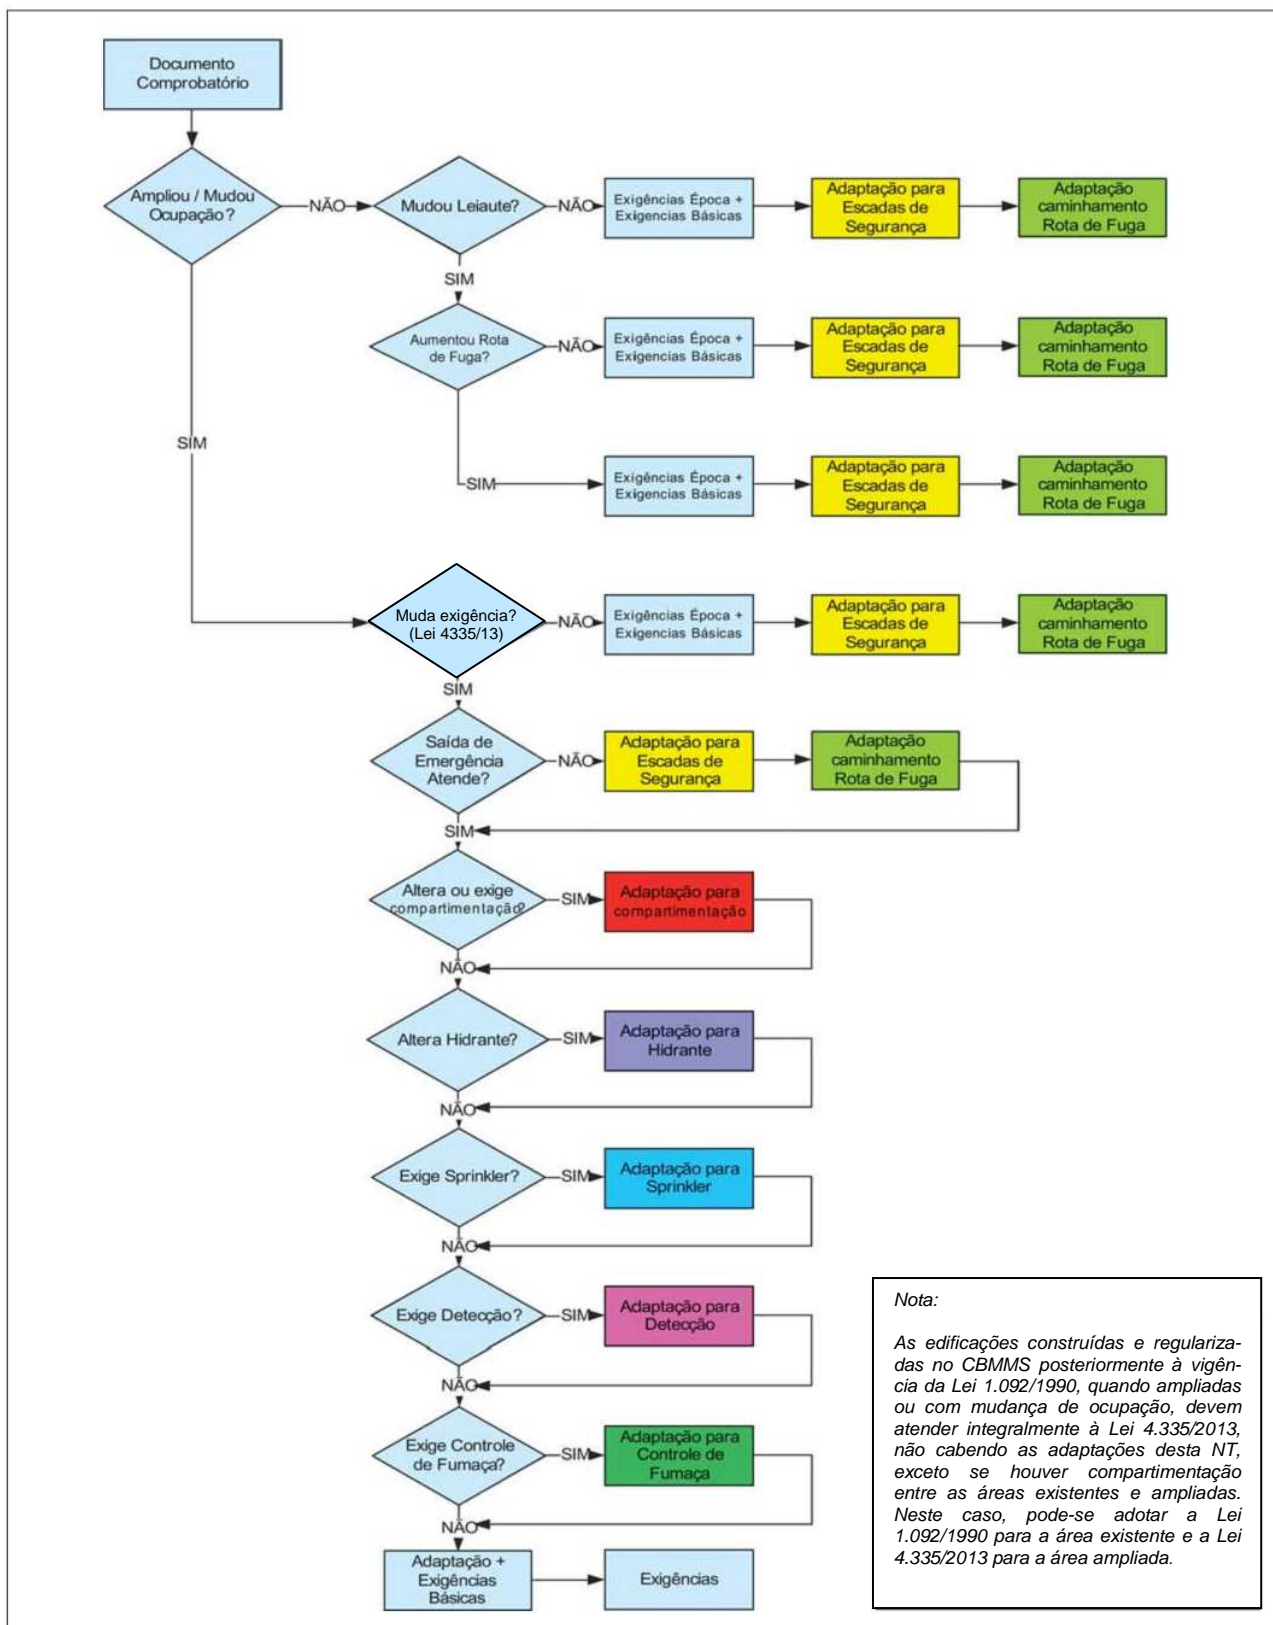 Documento
Comprobatório
Ampliou / Mudou
Ocupação?
NÃO
Mudou Leiaute?
NÃO
Exigências Época +
Exigencias Básicas
Adaptação para
Escadas de
Segurança
Adaptação
caminhamento
Rota de Fuga
SIM
Aumentou Rota
de Fuga?
NÃO
Exigências Época +
Exigencias Básicas
Adaptação para
Escadas de
Segurança
Adaptação
caminhamento
Rota de Fuga
SIM
SIM
Exigências Época +
Exigencias Básicas
Adaptação para
Escadas de
Segurança
Adaptação
caminhamento
Rota de Fuga
Muda exigência?
(Lei 4335/13)
NÃO
Exigências Época +
Exigencias Básicas
Adaptação para
Escadas de
Segurança
Adaptação
caminhamento
Rota de Fuga
SIM
Saída de
Emergência
Atende?
NÃO
Adaptação para
Escadas de
Segurança
Adaptação
caminhamento
Rota de Fuga
SIM
Altera ou exige
compartimentação?
SIM
Adaptação para
compartimentação
NÃO
Altera Hidrante?
SIM
Adaptação para
Hidrante
NÃO
Exige Sprinkler?
SIM
Adaptação para
Sprinkler
NÃO
Exige Detecção?
SIM
Adaptação para
Detecção
NÃO
Exige Controle
de Fumaça?
SIM
Adaptação para
Controle de
Fumaça
NÃO
Adaptação +
Exigências
Básicas
Exigências
Nota:
As edificações construídas e regulariza-
das no CBMMS posteriormente à vigên-
cia da Lei 1.092/1990, quando ampliadas
ou com mudança de ocupação, devem
atender integralmente à Lei 4.335/2013,
não cabendo as adaptações desta NT,
exceto se houver compartimentação
entre as áreas existentes e ampliadas.
Neste caso, pode-se adotar a Lei
1.092/1990 para a área existente e a Lei
4.335/2013 para a área ampliada.